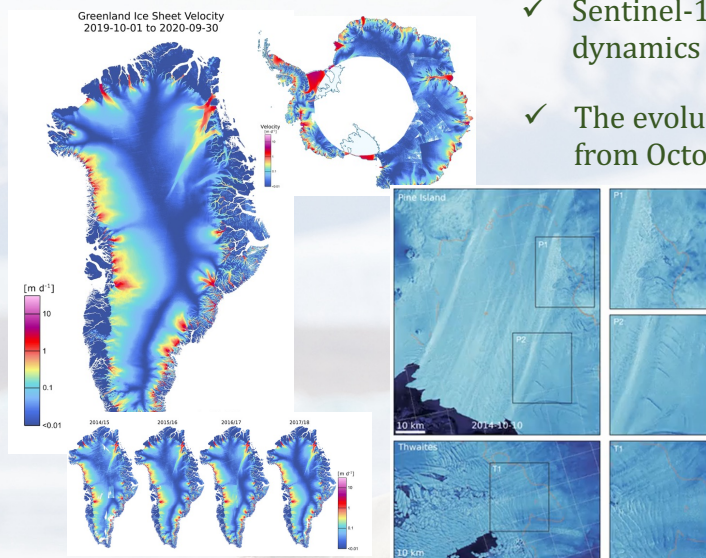 Greenland Ice Sheet Velocity
2019-10-01 to 2020-09-30
✓ Sentinel-1
dynamics
✓ The evolu
from Octo
Velocity
[m d⁻¹]
[m d⁻¹]
10
1
0.1
<0.01
2014/15
2015/16
2016/17
2017/18
[m d⁻¹]
10
1
0.1
<0.01
Pine Island
P1
P2
10 km
2014-10-10
P1
P2
Thwaites
T1
10 km
T1